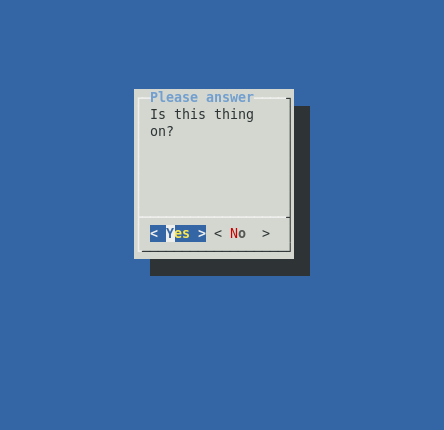 Please answer
Is this thing
on?
< Yes > < No  >